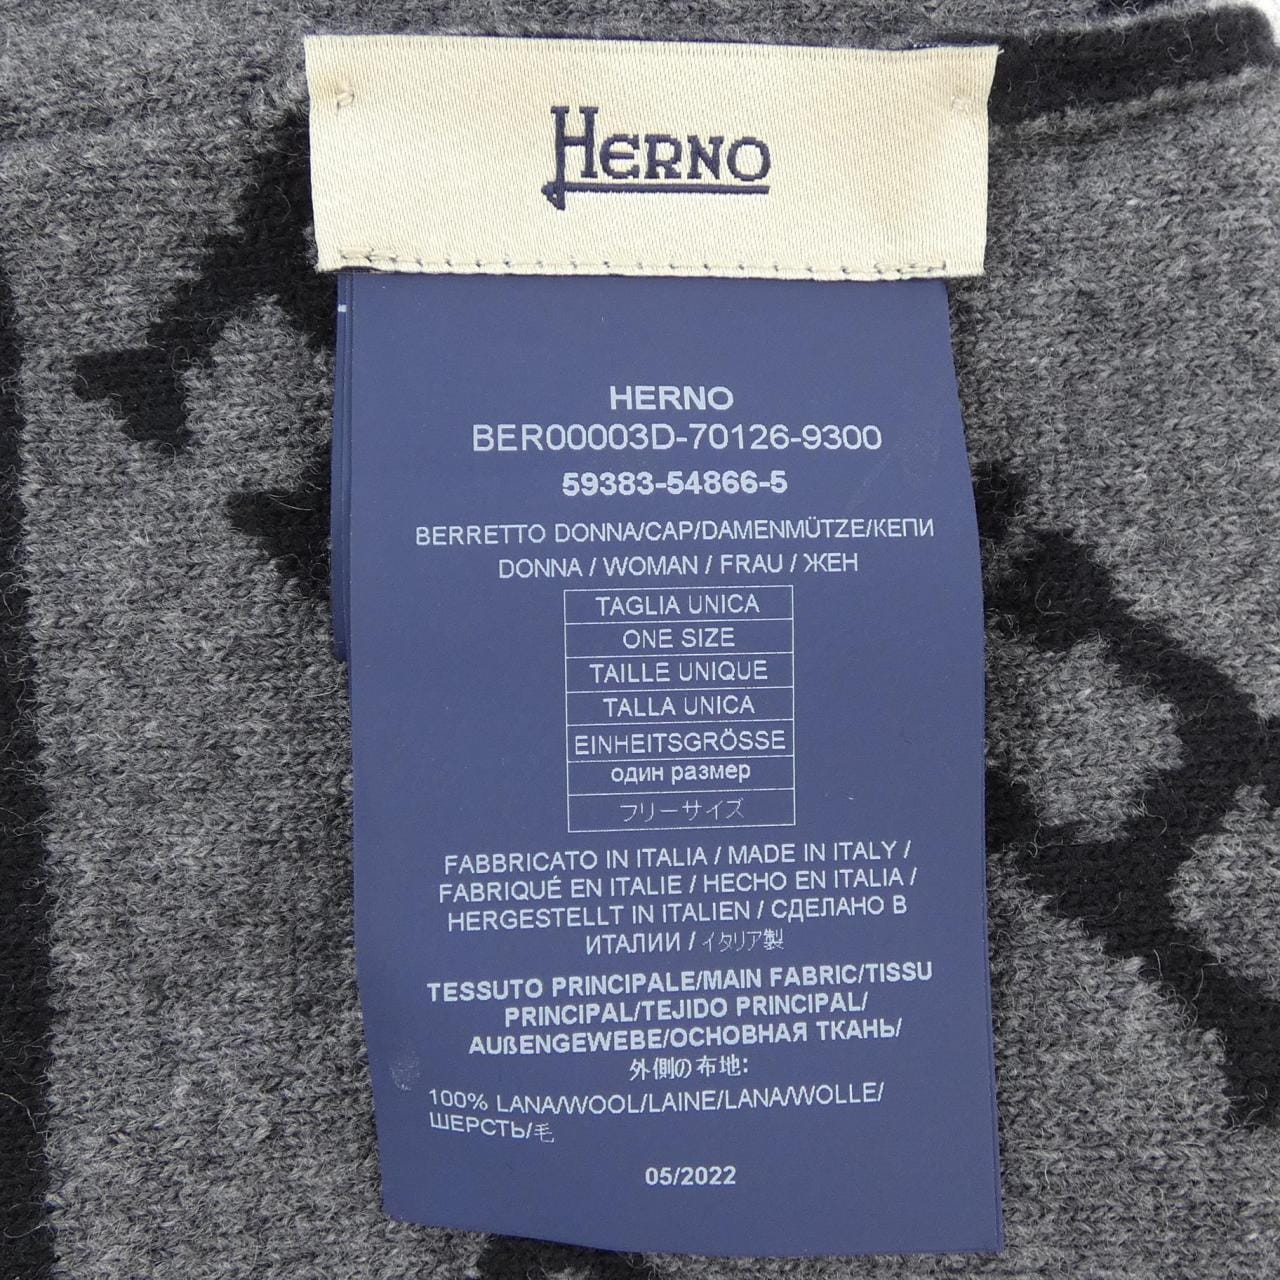 HERNO
HERNO
BER00003D-70126-9300
59383-54866-5
BERRETTO DONNA/CAP/DAMENMÜTZE/КЕПИ
DONNA / WOMAN / FRAU / ЖЕН
TAGLIA UNICA
ONE SIZE
TAILLE UNIQUE
TALLA UNICA
EINHEITSGRÖSSE
один размер
フリーサイズ
FABBRICATO IN ITALIA / MADE IN ITALY /
FABRIQUÉ EN ITALIE / HECHO EN ITALIA /
HERGESTELLT IN ITALIEN / СДЕЛАНО В
ИТАЛИИ / イタリア製
TESSUTO PRINCIPALE/MAIN FABRIC/TISSU
PRINCIPAL/TEJIDO PRINCIPAL/
AUßENGEWEBE/ОСНОВНАЯ ТКАНЬ/
外側の布地:
100% LANA/WOOL/LAINE/LANA/WOLLE/
ШЕРСТЬ/毛
05/2022